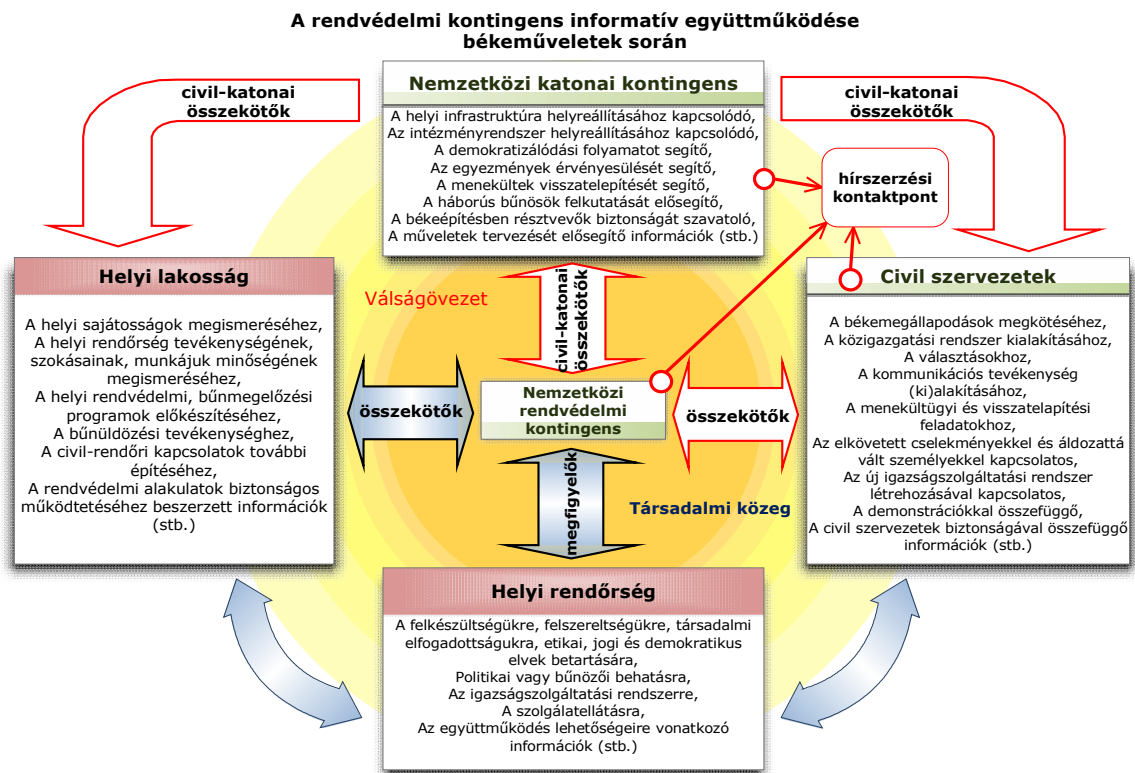 A rendvédelmi kontingens informatív együttműködése
békeműveletek során
civil-katonai
összekötők
Nemzetközi katonai kontingens
A helyi infrastruktúra helyreállításához kapcsolódó,
Az intézményrendszer helyreállításához kapcsolódó,
A demokratizálódási folyamatot segítő,
Az egyezmények érvényesülését segítő,
A menekültek visszatelepítését segítő,
A háborús bűnösök felkutatását elősegítő,
A békeépítésben résztvevők biztonságát szavatoló,
A műveletek tervezését elősegítő információk (stb.)
civil-katonai
összekötők
hírszerzési
kontaktpont
Helyi lakosság
A helyi sajátosságok megismeréséhez,
A helyi rendőrség tevékenységének,
szokásainak, munkájuk minőségének
megismeréséhez,
A helyi rendvédelmi, bűnmegelőzési
programok előkészítéséhez,
A bűnüldözési tevékenységhez,
A civil-rendőri kapcsolatok további
építéséhez,
A rendvédelmi alakulatok biztonságos
működtetéséhez beszerzett információk
(stb.)
Válságövezet
civil-katonai
összekötők
összekötők
Nemzetközi
rendvédelmi
kontingens
összekötők
megfigyelők
Társadalmi közeg
Civil szervezetek
A békemegállapodások megkötéséhez,
A közigazgatási rendszer kialakításához,
A választásokhoz,
A kommunikációs tevékenység
(ki)alakításához,
A menekültügyi és visszatelapítési
feladatokhoz,
Az elkövetett cselekményekkel és áldozattá
vált személyekkel kapcsolatos,
Az új igazságszolgáltatási rendszer
létrehozásával kapcsolatos,
A demonstrációkkal összefüggő,
A civil szervezetek biztonságával összefüggő
információk (stb.)
Helyi rendőrség
A felkészültségükre, felszereltségükre, társadalmi
elfogadottságukra, etikai, jogi és demokratikus
elvek betartására,
Politikai vagy bűnözői behatásra,
Az igazságszolgáltatási rendszerre,
A szolgálatellátásra,
Az együttműködés lehetőségeire vonatkozó
információk (stb.)